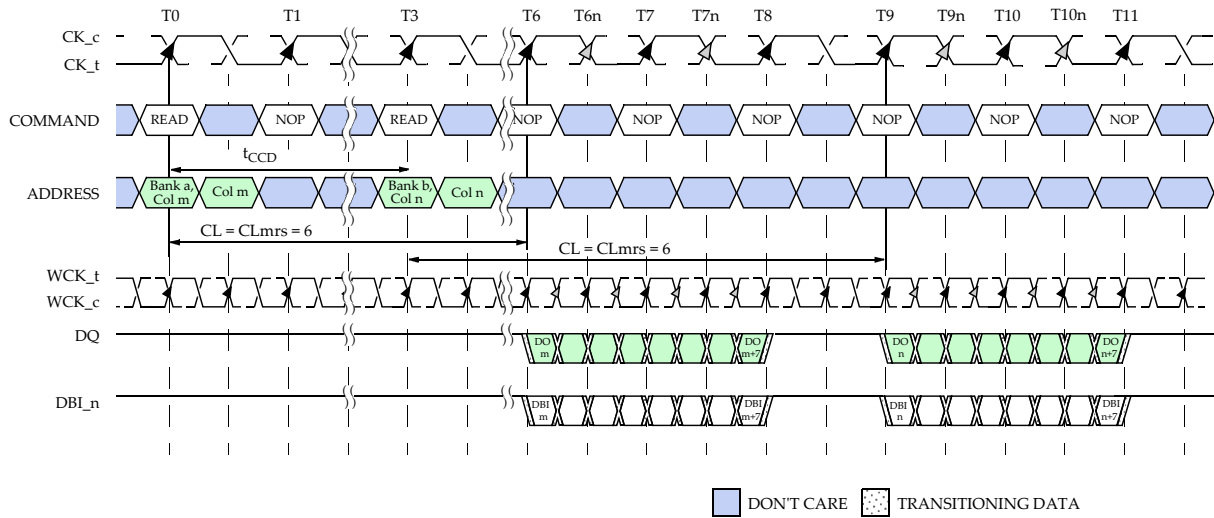 T0 T1 T3 T6 T6n T7 T7n T8 T9 T9n T10 T10n T11
CK_c
CK_t
COMMAND READ NOP READ NOP NOP NOP NOP NOP NOP
tCCD
ADDRESS Bank a, Col m Col m Bank b, Col n Col n
CL = CLmrs = 6
CL = CLmrs = 6
WCK_t
WCK_c
DQ DO m DO m+7 DO n DO n+7
DBI_n DBI m DBI m+7 DBI n DBI n+7
DON'T CARE TRANSITIONING DATA